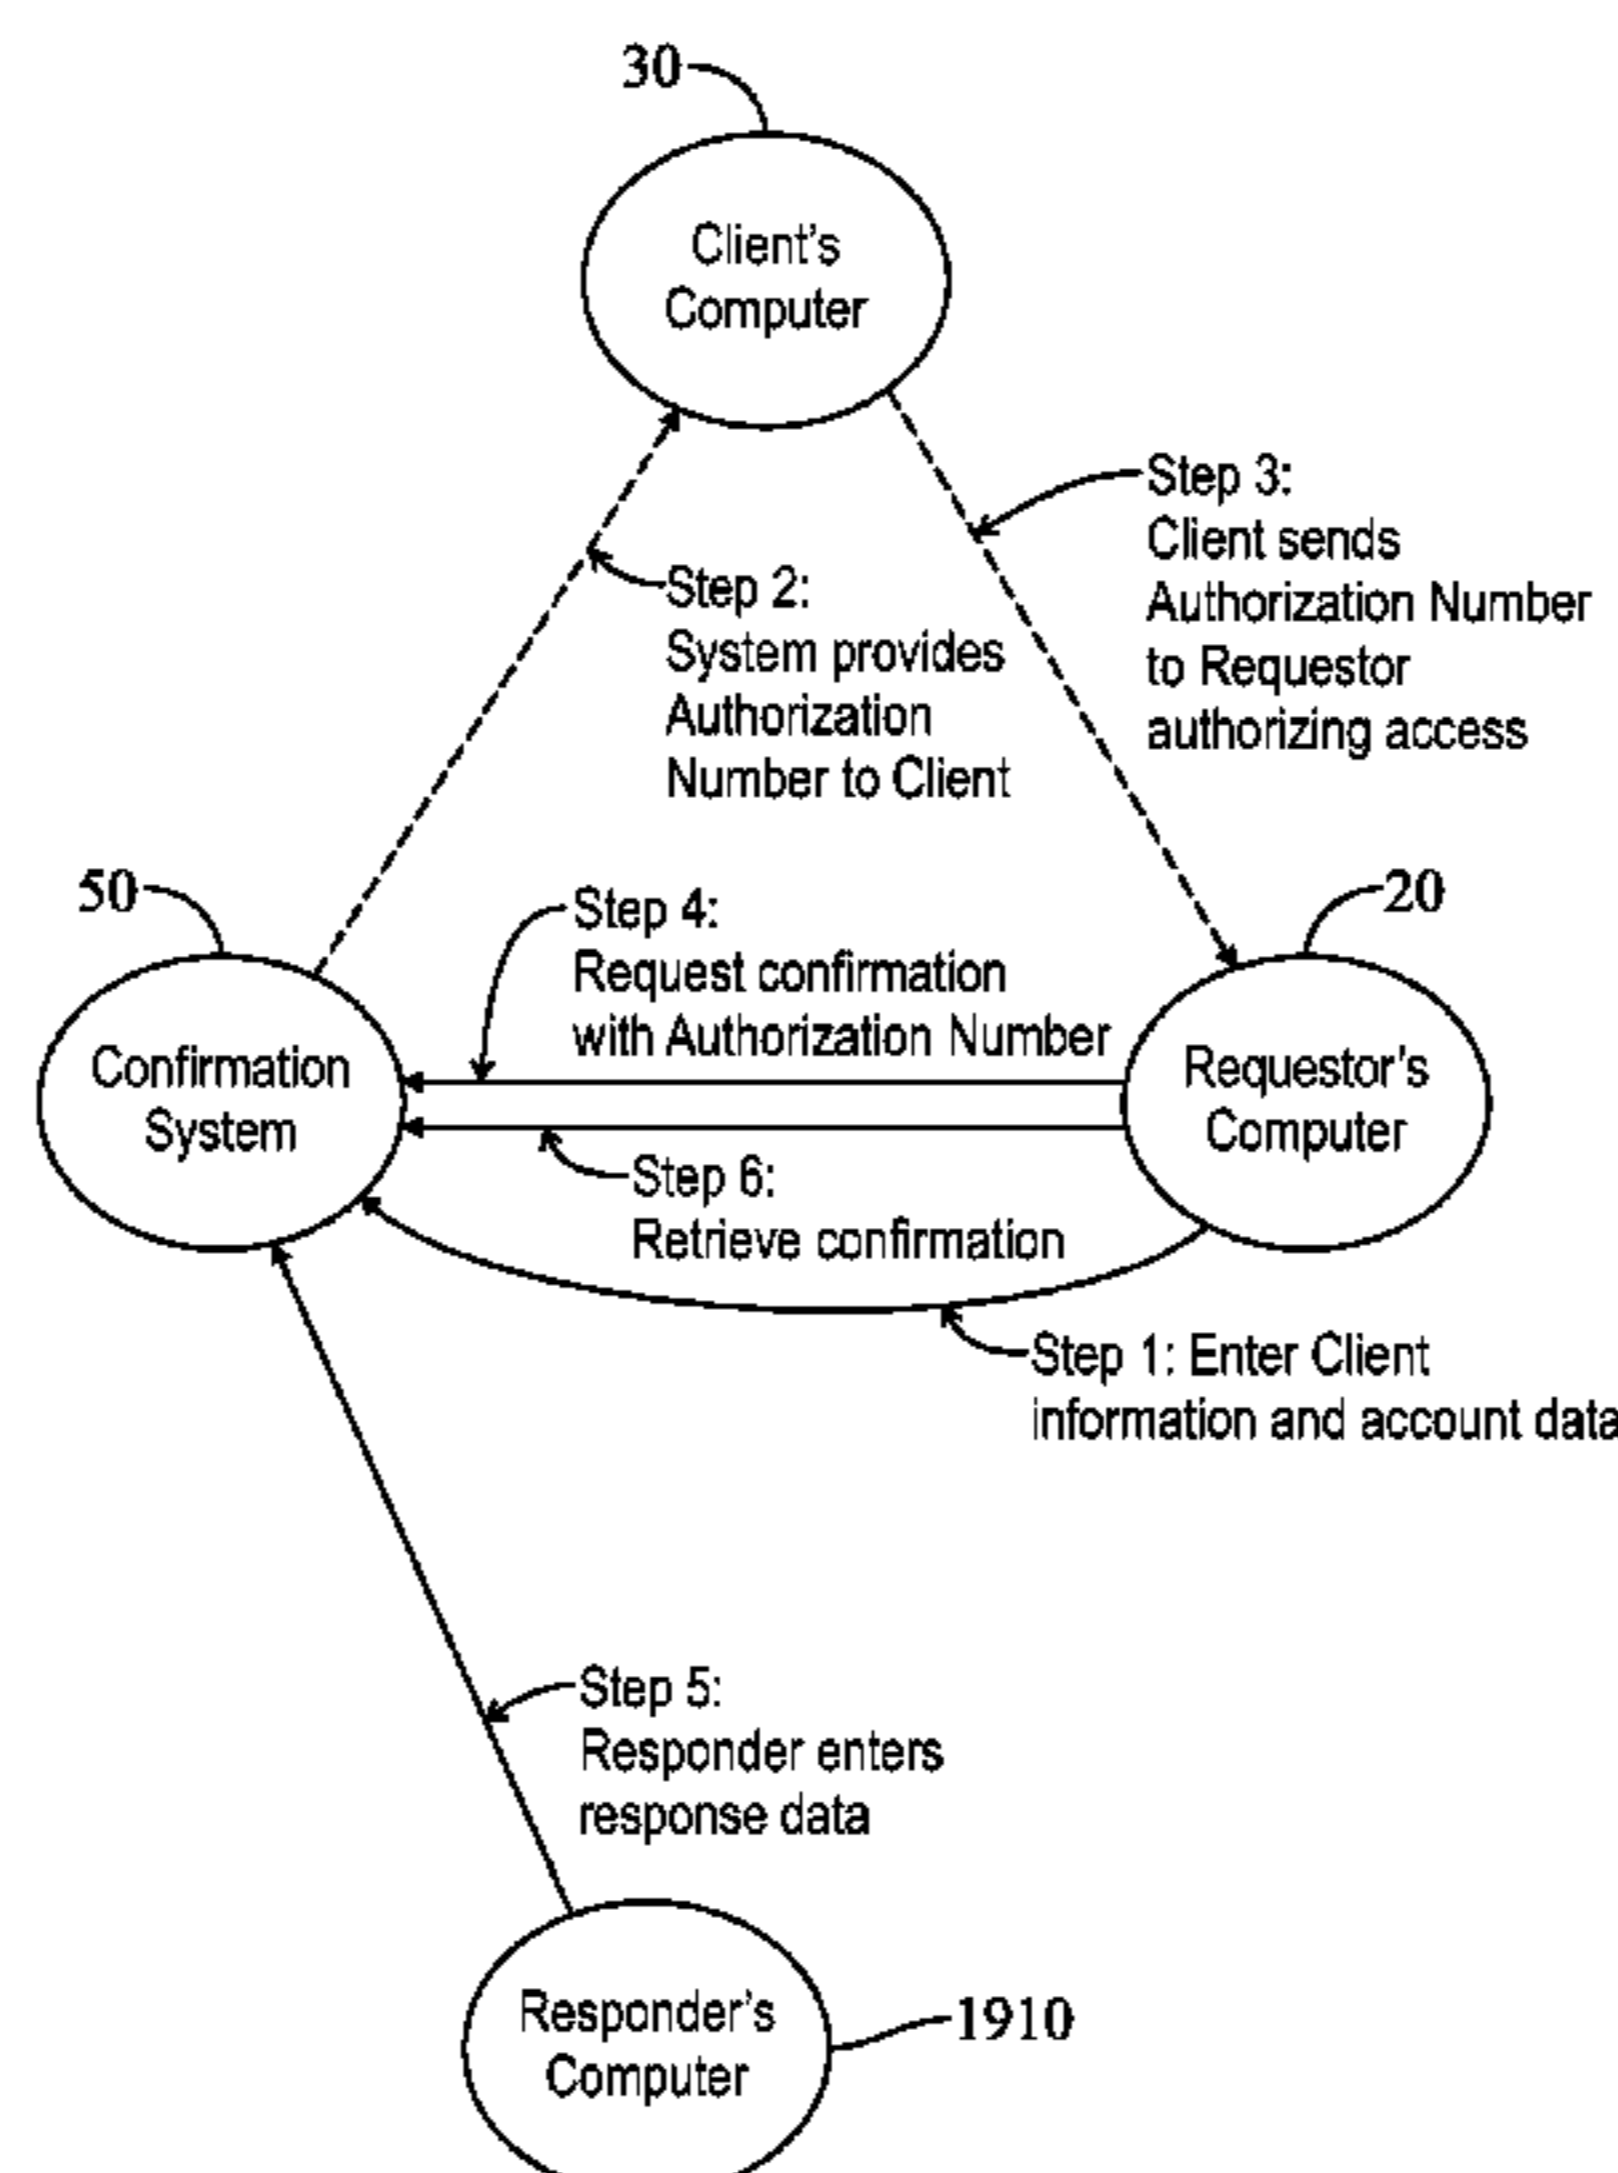 30
Client's
Computer
Step 3:
Client sends
Authorization Number
to Requestor
authorizing access
Step 2:
System provides
Authorization
Number to Client
50
20
Step 4:
Request confirmation
with Authorization Number
Confirmation
System
Requestor's
Computer
Step 6:
Retrieve confirmation
Step 1: Enter Client
information and account data
Step 5:
Responder enters
response data
Responder's
Computer
1910